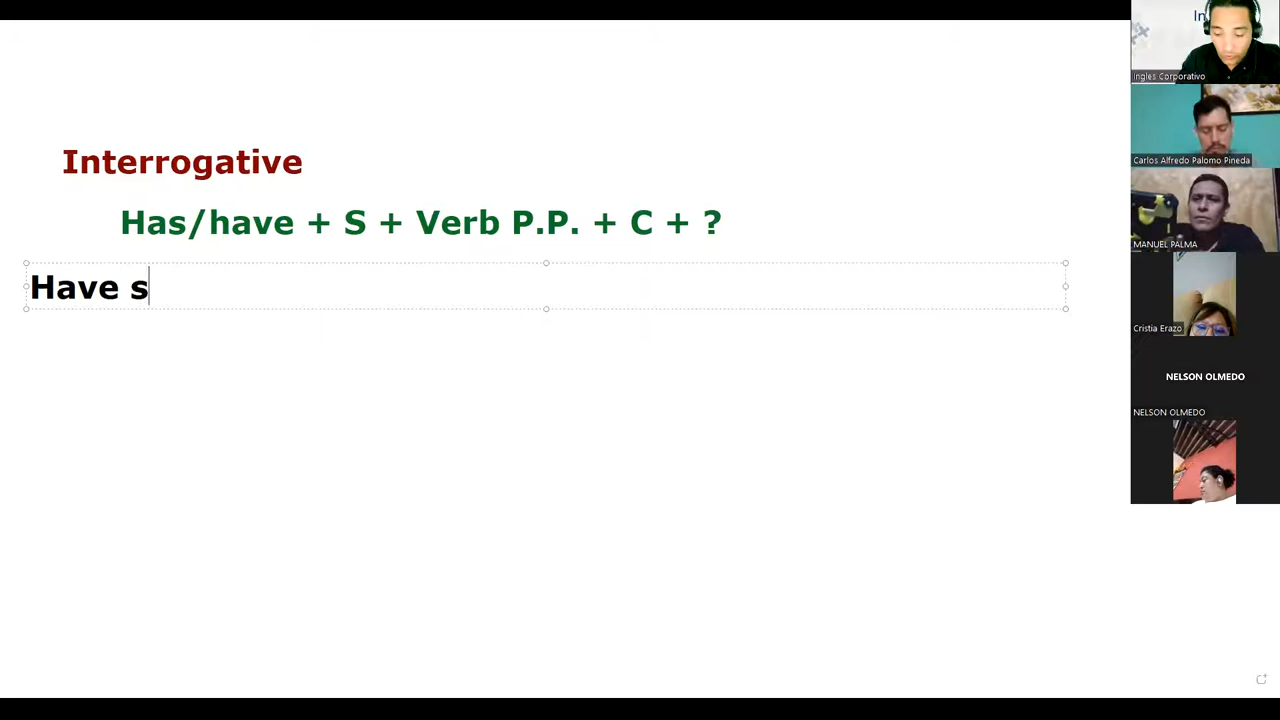 Interrogative
Has/have + S + Verb P.P. + C + ?
Have s
In
Ingles Corporativo
Carlos Alfredo Palomo Pineda
MANUEL PALMA
Cristia Erazo
NELSON OLMEDO
NELSON OLMEDO